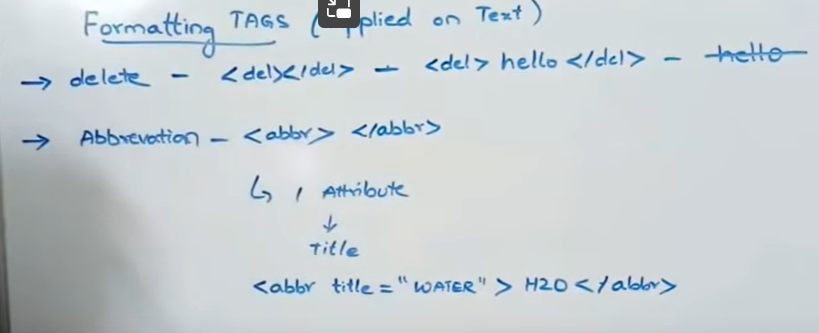 Formatting TAGS ( pplied on Text )
→ delete - <del></del> - <del> hello </del> - hello
→ Abbrevation - <abbr> </abbr>
↳ 1 Attribute
↓
Title
<abbr title = "WATER" > H2O </abbr>